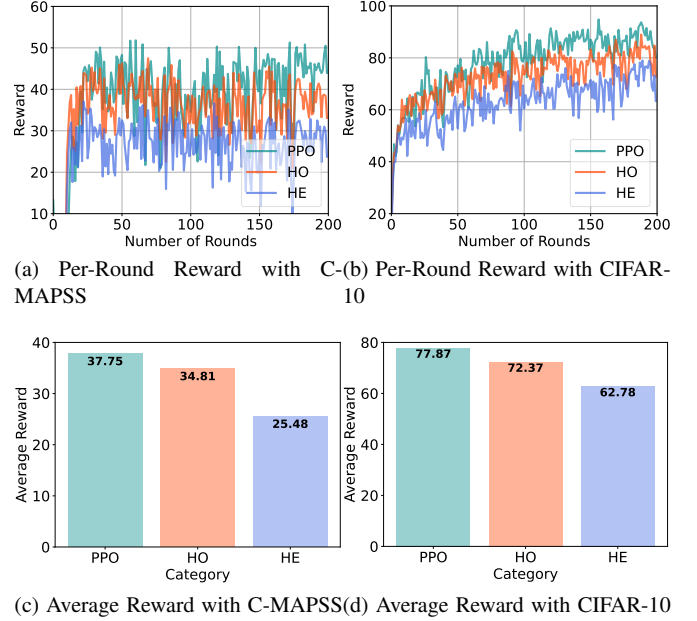 60
50
40
30
20
10
0
50
100
150
200
Reward
Number of Rounds
PPO
HO
HE
100
80
60
40
20
0
50
100
150
200
Reward
Number of Rounds
PPO
HO
HE
(a) Per-Round Reward with C-MAPSS
(b) Per-Round Reward with CIFAR-10
40
30
20
10
0
Average Reward
37.75
34.81
25.48
PPO
HO
HE
Category
80
60
40
20
0
Average Reward
77.87
72.37
62.78
PPO
HO
HE
Category
(c) Average Reward with C-MAPSS
(d) Average Reward with CIFAR-10